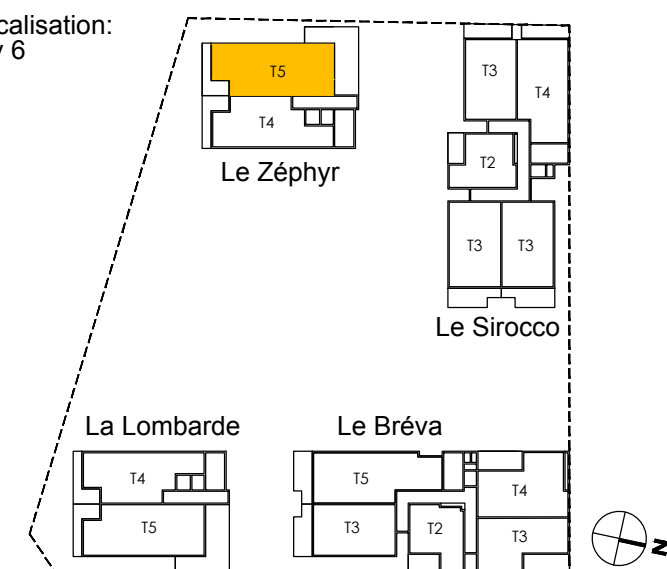 calisation:
6
T5
T4
Le Zéphyr
T3
T4
T2
T3
T3
Le Sirocco
La Lombarde
Le Bréva
T4
T5
T5
T3
T2
T4
T3
N